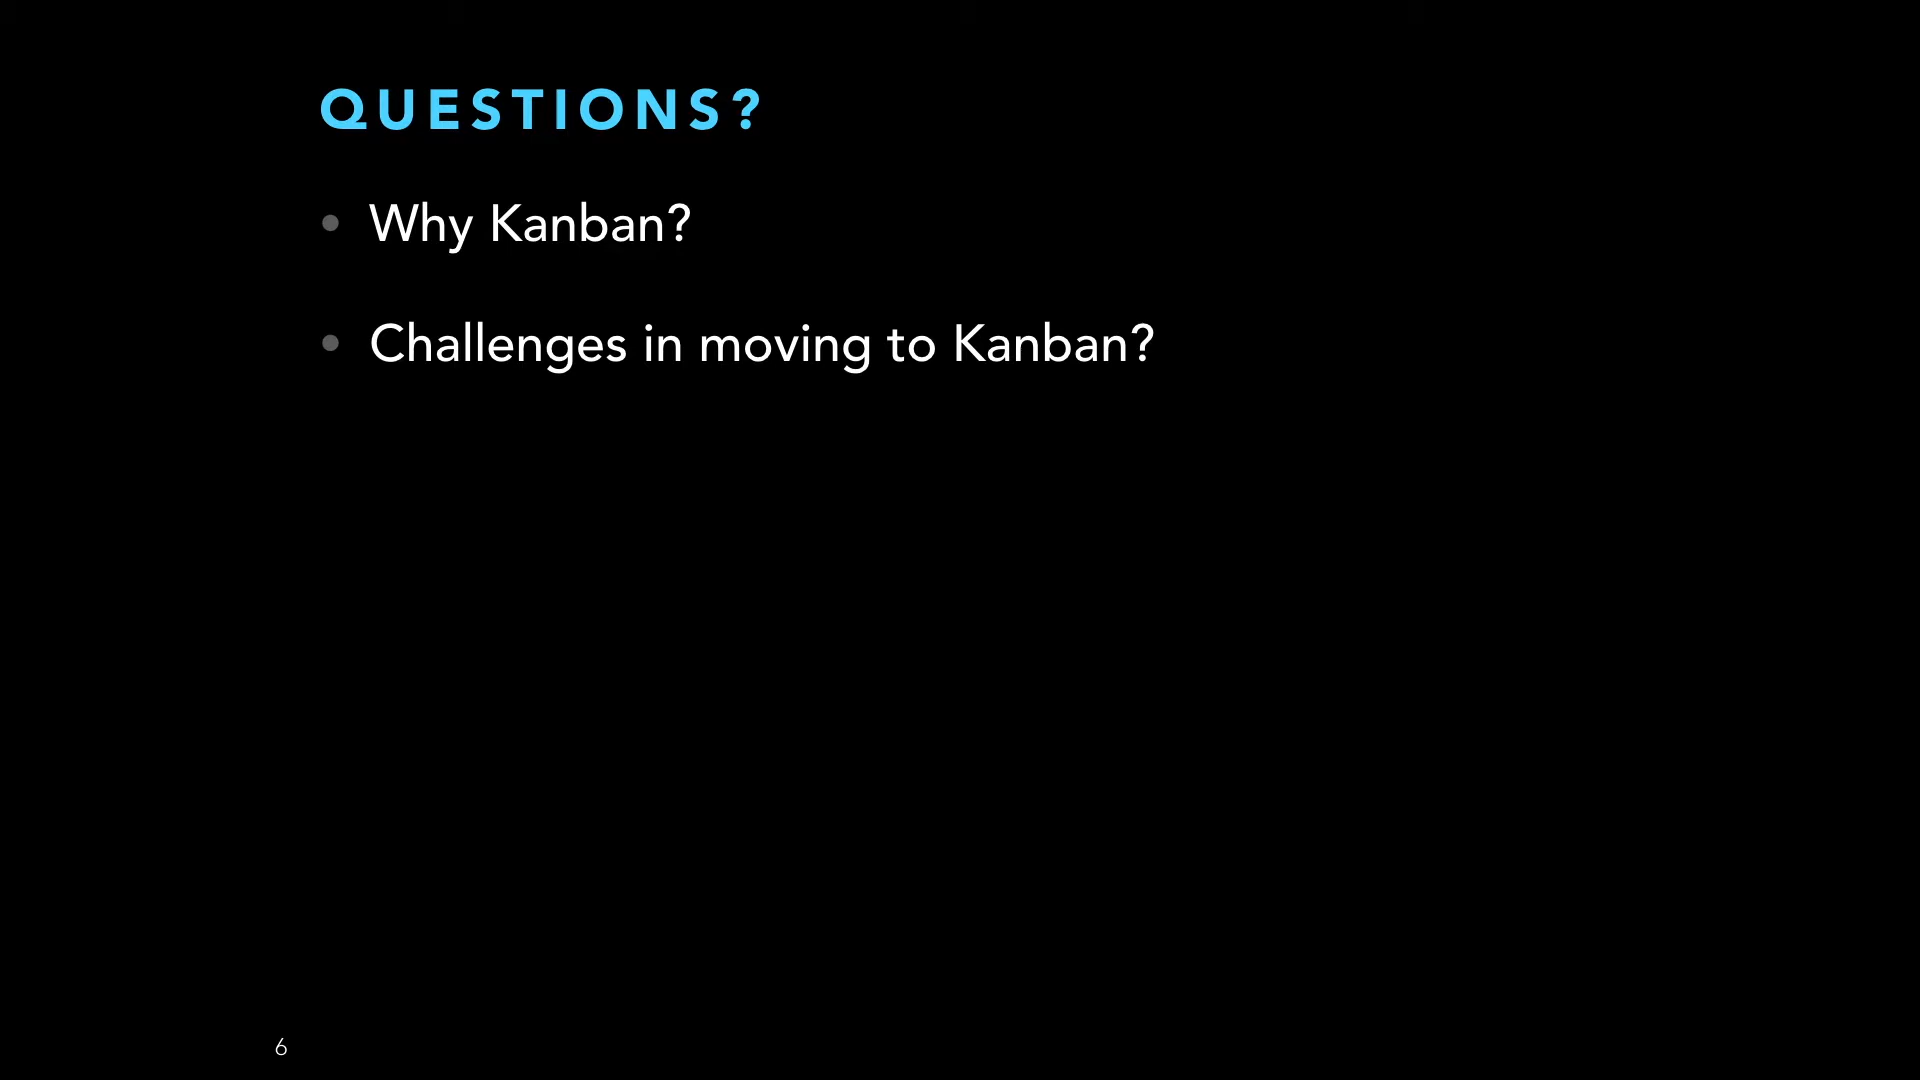 QUESTIONS?
• Why Kanban?
• Challenges in moving to Kanban?
6